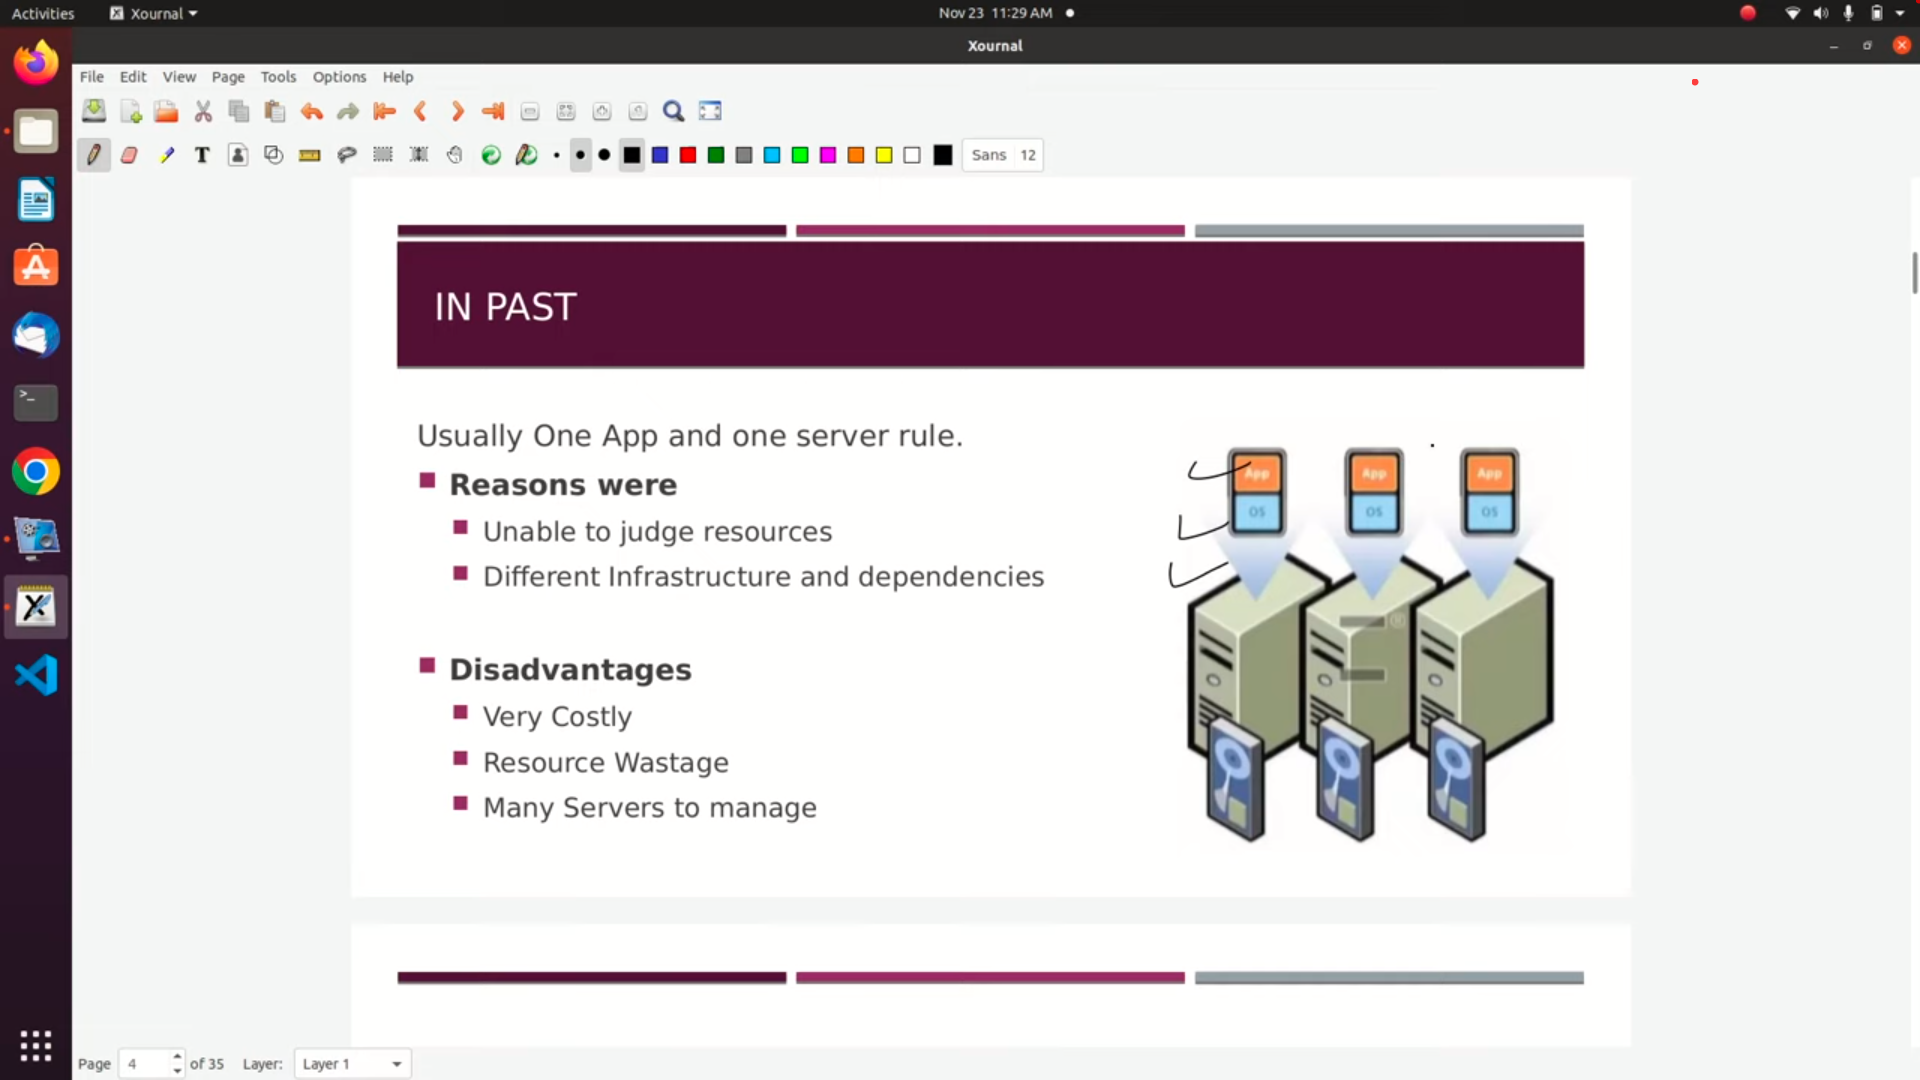 Activities Xournal Nov 23 11:29 AM
Xournal
File Edit View Page Tools Options Help
T Sans 12
IN PAST
Usually One App and one server rule.
Reasons were
Unable to judge resources
Different Infrastructure and dependencies
Disadvantages
Very Costly
Resource Wastage
Many Servers to manage
App App App
OS OS OS
Page 4 of 35 Layer: Layer 1